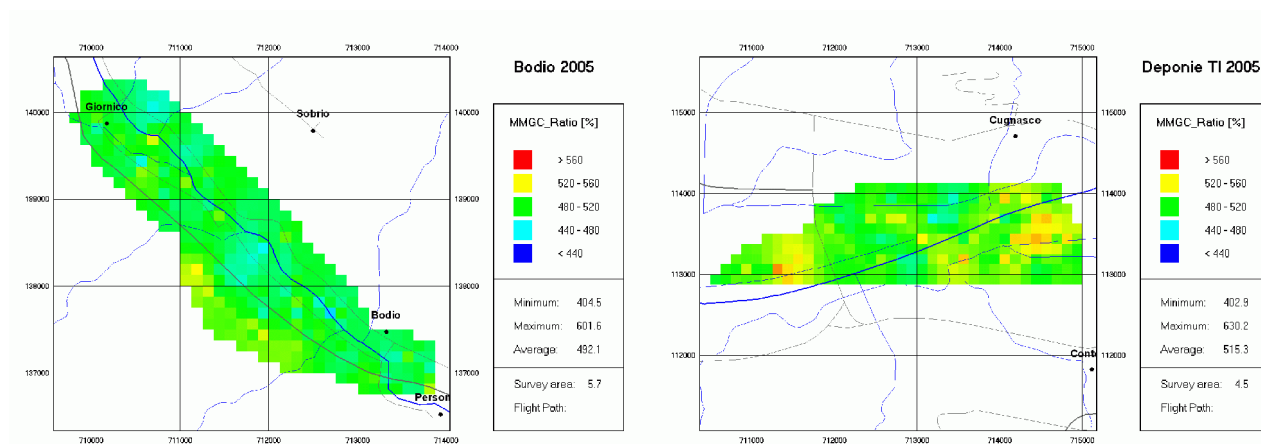 710000 711000 712000 713000 714000
140000
139000
138000
137000
Giornico
Sobrio
Bodio
Person
140000
139000
138000
137000
710000 711000 712000 713000 714000
Bodio 2005
MMGC_Ratio [%]
> 560
520 - 560
480 - 520
440 - 480
< 440
Minimum: 404.5
Maximum: 601.6
Average: 492.1
Survey area: 5.7
Flight Path:
711000 712000 713000 714000 715000
115000
114000
113000
112000
Cugnasco
Cont
115000
114000
113000
112000
711000 712000 713000 714000 715000
Deponie TI 2005
MMGC_Ratio [%]
> 560
520 - 560
480 - 520
440 - 480
< 440
Minimum: 402.9
Maximum: 630.2
Average: 515.3
Survey area: 4.5
Flight Path: